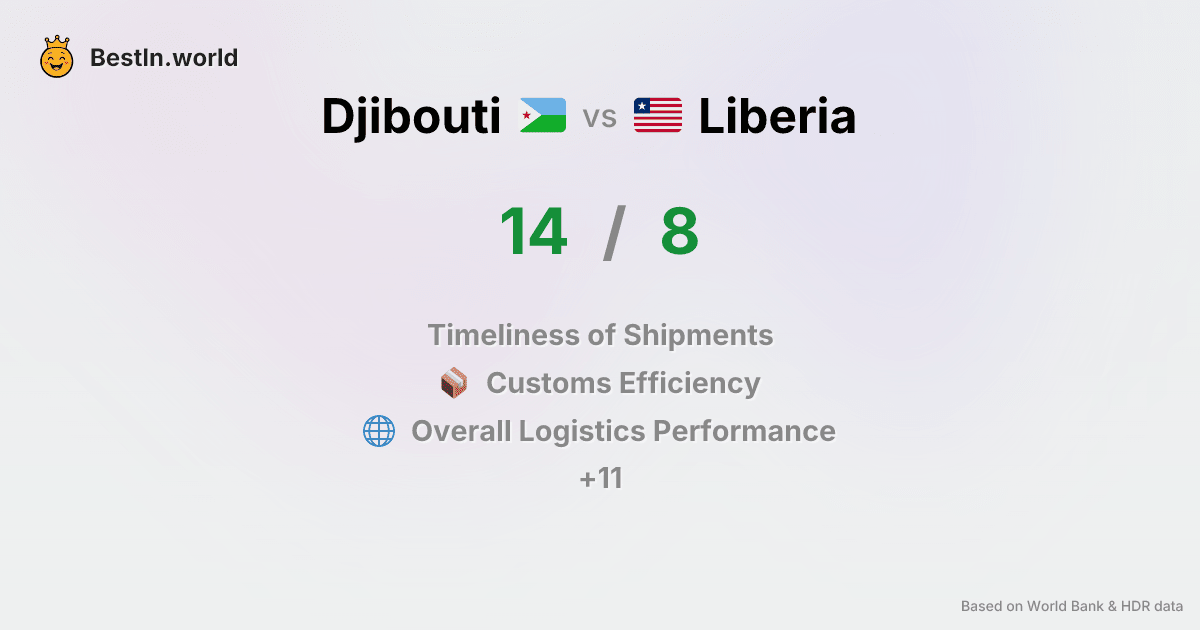 BestIn.world
Djibouti vs Liberia
14 / 8
Timeliness of Shipments
Customs Efficiency
Overall Logistics Performance
+11
Based on World Bank & HDR data